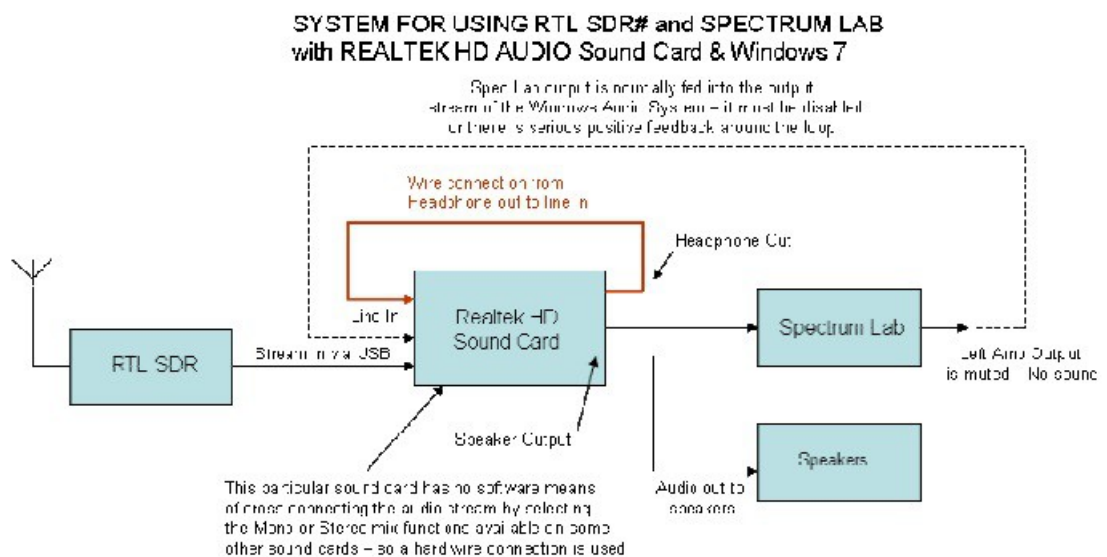 SYSTEM FOR USING RTL SDR# and SPECTRUM LAB
with REALTEK HD AUDIO Sound Card & Windows 7
Spec Lab output is normally fed into the output
stream of the Windows Audio System – it must be disabled
or there is serious positive feedback around the loop
Wire connection from
Headphone out to line in
Headphone Out
Line In
Realtek HD
Sound Card
Spectrum Lab
RTL SDR
Stream in via USB
Left Amp Output
is muted – No sound
Speaker Output
Speakers
Audio out to
speakers
This particular sound card has no software means
of cross connecting the audio stream by selecting
the Mono or Stereo mix functions available on some
other sound cards – so a hard wire connection is used